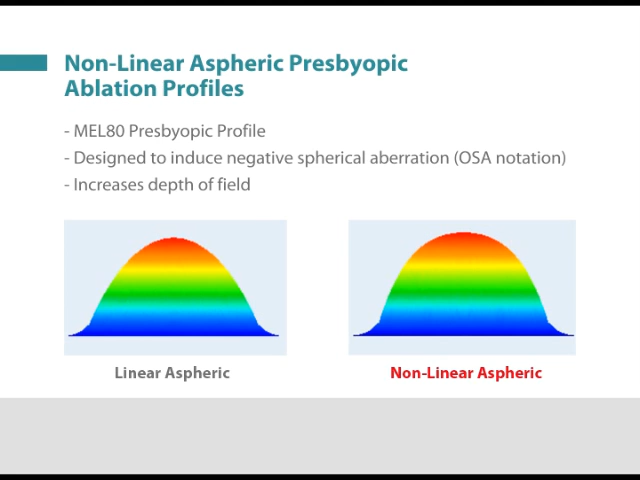 Non-Linear Aspheric Presbyopic
Ablation Profiles
- MEL80 Presbyopic Profile
- Designed to induce negative spherical aberration (OSA notation)
- Increases depth of field
Linear Aspheric
Non-Linear Aspheric